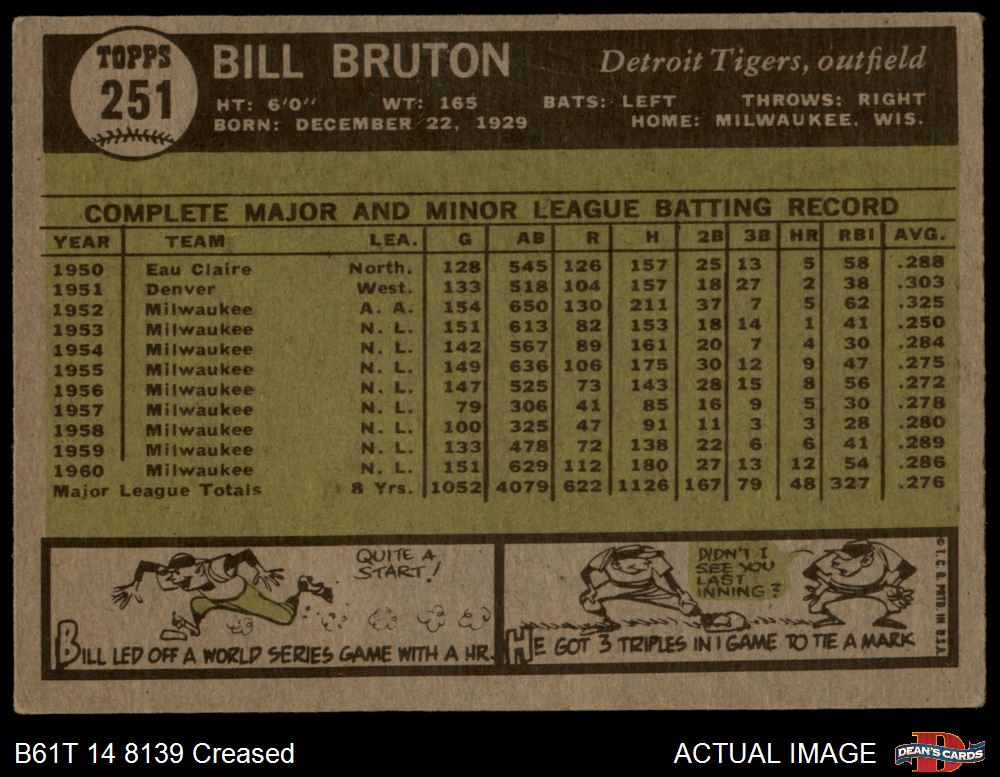 TOPPS
251
BILL BRUTON
Detroit Tigers, outfield
HT: 6'0" WT: 165 BATS: LEFT THROWS: RIGHT
BORN: DECEMBER 22, 1929 HOME: MILWAUKEE, WIS.
COMPLETE MAJOR AND MINOR LEAGUE BATTING RECORD
YEAR TEAM LEA. G AB R H 2B 3B HR RBI AVG.
1950 Eau Claire North. 128 545 126 157 25 13 5 58 .288
1951 Denver West. 133 518 104 157 18 27 2 38 .303
1952 Milwaukee A. A. 154 650 130 211 37 7 5 62 .325
1953 Milwaukee N. L. 151 613 82 153 18 14 1 41 .250
1954 Milwaukee N. L. 142 567 89 161 20 7 4 30 .284
1955 Milwaukee N. L. 149 636 106 175 30 12 9 47 .275
1956 Milwaukee N. L. 147 525 73 143 28 15 8 56 .272
1957 Milwaukee N. L. 79 306 41 85 16 9 5 30 .278
1958 Milwaukee N. L. 100 325 47 91 11 3 3 28 .280
1959 Milwaukee N. L. 133 478 72 138 22 6 6 41 .289
1960 Milwaukee N. L. 151 629 112 180 27 13 12 54 .286
Major League Totals 8 Yrs. 1052 4079 622 1126 167 79 48 327 .276
QUITE A
START!
BILL LED OFF A WORLD SERIES GAME WITH A HR.
DIDN'T I
SEE YOU
LAST
INNING?
HE GOT 3 TRIPLES IN 1 GAME TO TIE A MARK
© T. C. G. PRTD. IN U.S.A.
B61T 14 8139 Creased
ACTUAL IMAGE
DEAN'S CARDS